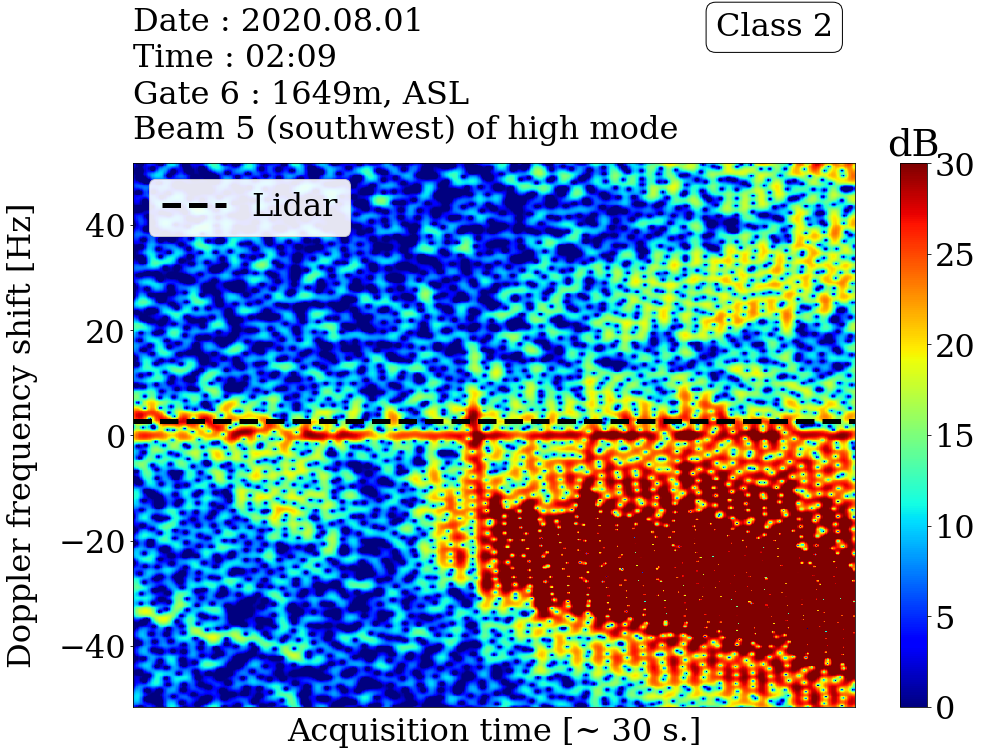 Date : 2020.08.01
Time : 02:09
Gate 6 : 1649m, ASL
Beam 5 (southwest) of high mode
Class 2
dB
Lidar
Doppler frequency shift [Hz]
40
20
0
−20
−40
30
25
20
15
10
5
0
Acquisition time [~ 30 s.]